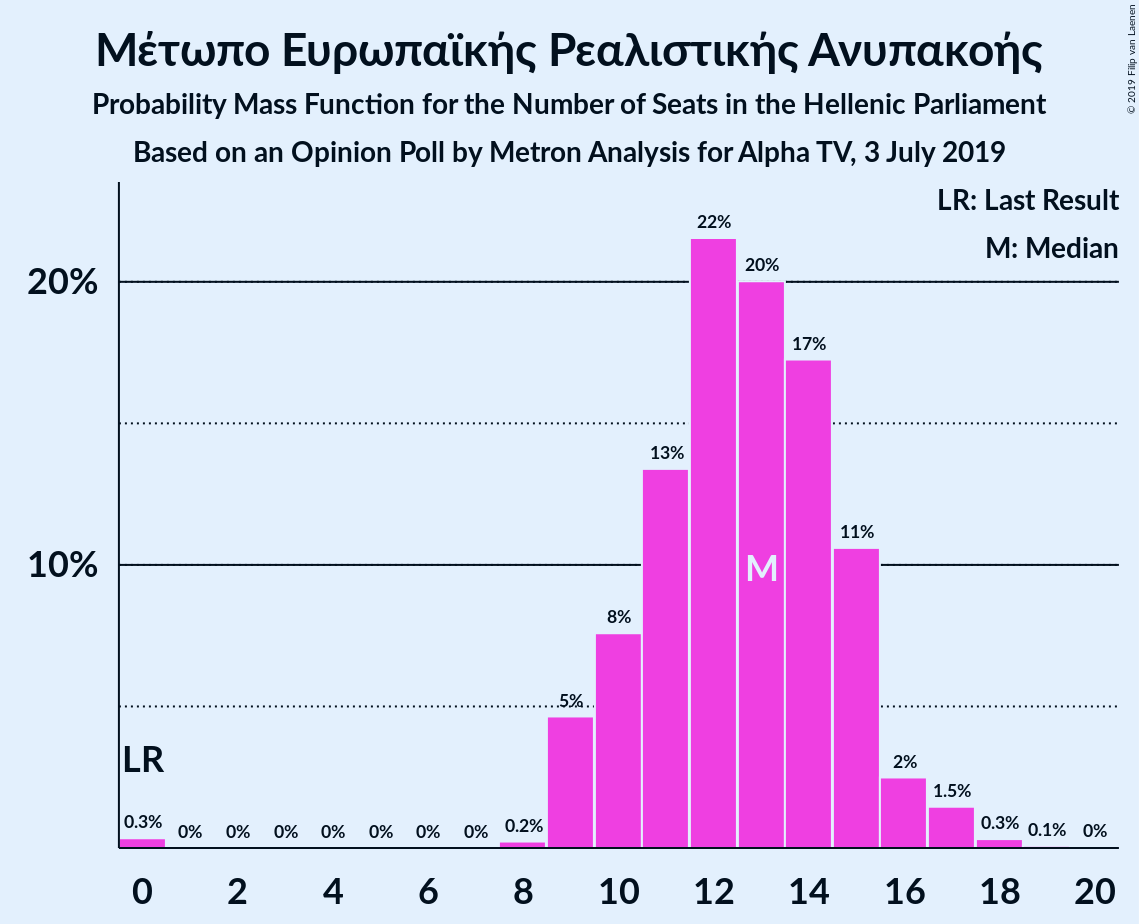 Μέτωπο Ευρωπαϊκής Ρεαλιστικής Ανυπακοής
Probability Mass Function for the Number of Seats in the Hellenic Parliament
Based on an Opinion Poll by Metron Analysis for Alpha TV, 3 July 2019
© 2019 Filip van Laenen
LR: Last Result
M: Median
22%
20%
20%
17%
13%
11%
10%
M
8%
5%
LR
2%
1.5%
0.3% 0% 0% 0% 0% 0% 0% 0% 0.2% 0.3% 0.1% 0%
0 2 4 6 8 10 12 14 16 18 20